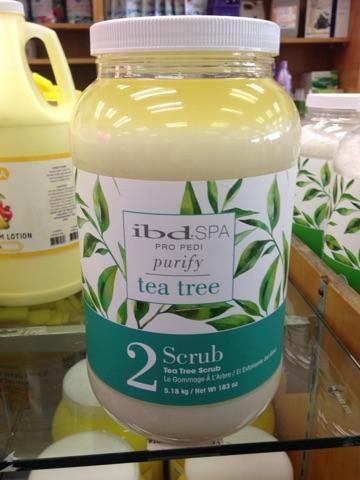 ibd.SPA
PRO PEDI
purify
tea tree
2 Scrub
Tea Tree Scrub
Le Gommage À L'Arbre / El Exfoliante de Árbol
5.18 kg / Net Wt 183 oz
LOTION